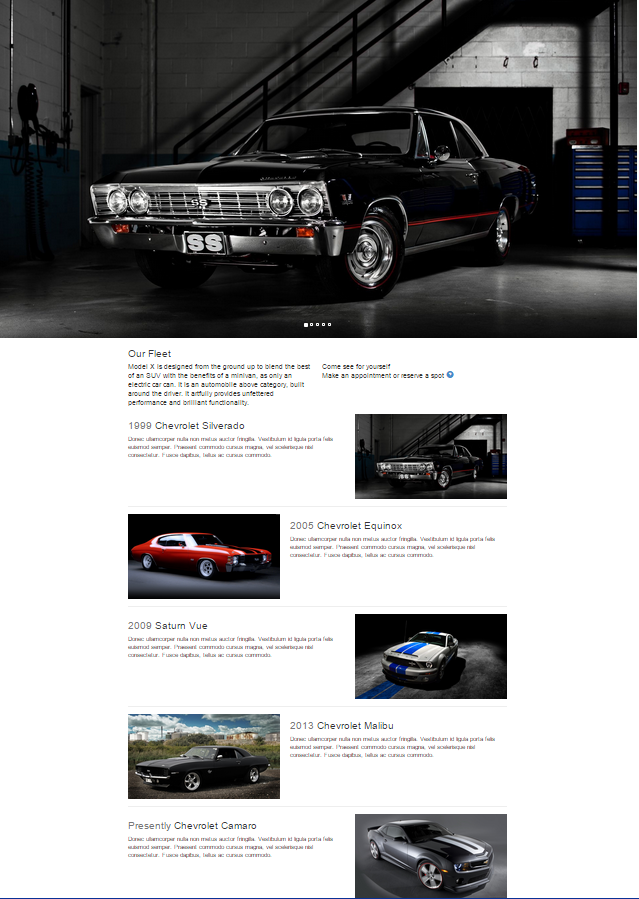 SS
SS
Our Fleet
Model X is designed from the ground up to blend the best
of an SUV with the benefits of a minivan, as only an
electric car can. It is an automobile above category, built
around the driver. It artfully provides unfettered
performance and brilliant functionality.
Come see for yourself
Make an appointment or reserve a spot
1999 Chevrolet Silverado
Donec ullamcorper nulla non metus auctor fringilla. Vestibulum id ligula porta felis
euismod semper. Praesent commodo cursus magna, vel scelerisque nisl
consectetur. Fusce dapibus, tellus ac cursus commodo.
2005 Chevrolet Equinox
Donec ullamcorper nulla non metus auctor fringilla. Vestibulum id ligula porta felis
euismod semper. Praesent commodo cursus magna, vel scelerisque nisl
consectetur. Fusce dapibus, tellus ac cursus commodo.
2009 Saturn Vue
Donec ullamcorper nulla non metus auctor fringilla. Vestibulum id ligula porta felis
euismod semper. Praesent commodo cursus magna, vel scelerisque nisl
consectetur. Fusce dapibus, tellus ac cursus commodo.
2013 Chevrolet Malibu
Donec ullamcorper nulla non metus auctor fringilla. Vestibulum id ligula porta felis
euismod semper. Praesent commodo cursus magna, vel scelerisque nisl
consectetur. Fusce dapibus, tellus ac cursus commodo.
Presently Chevrolet Camaro
Donec ullamcorper nulla non metus auctor fringilla. Vestibulum id ligula porta felis
euismod semper. Praesent commodo cursus magna, vel scelerisque nisl
consectetur. Fusce dapibus, tellus ac cursus commodo.